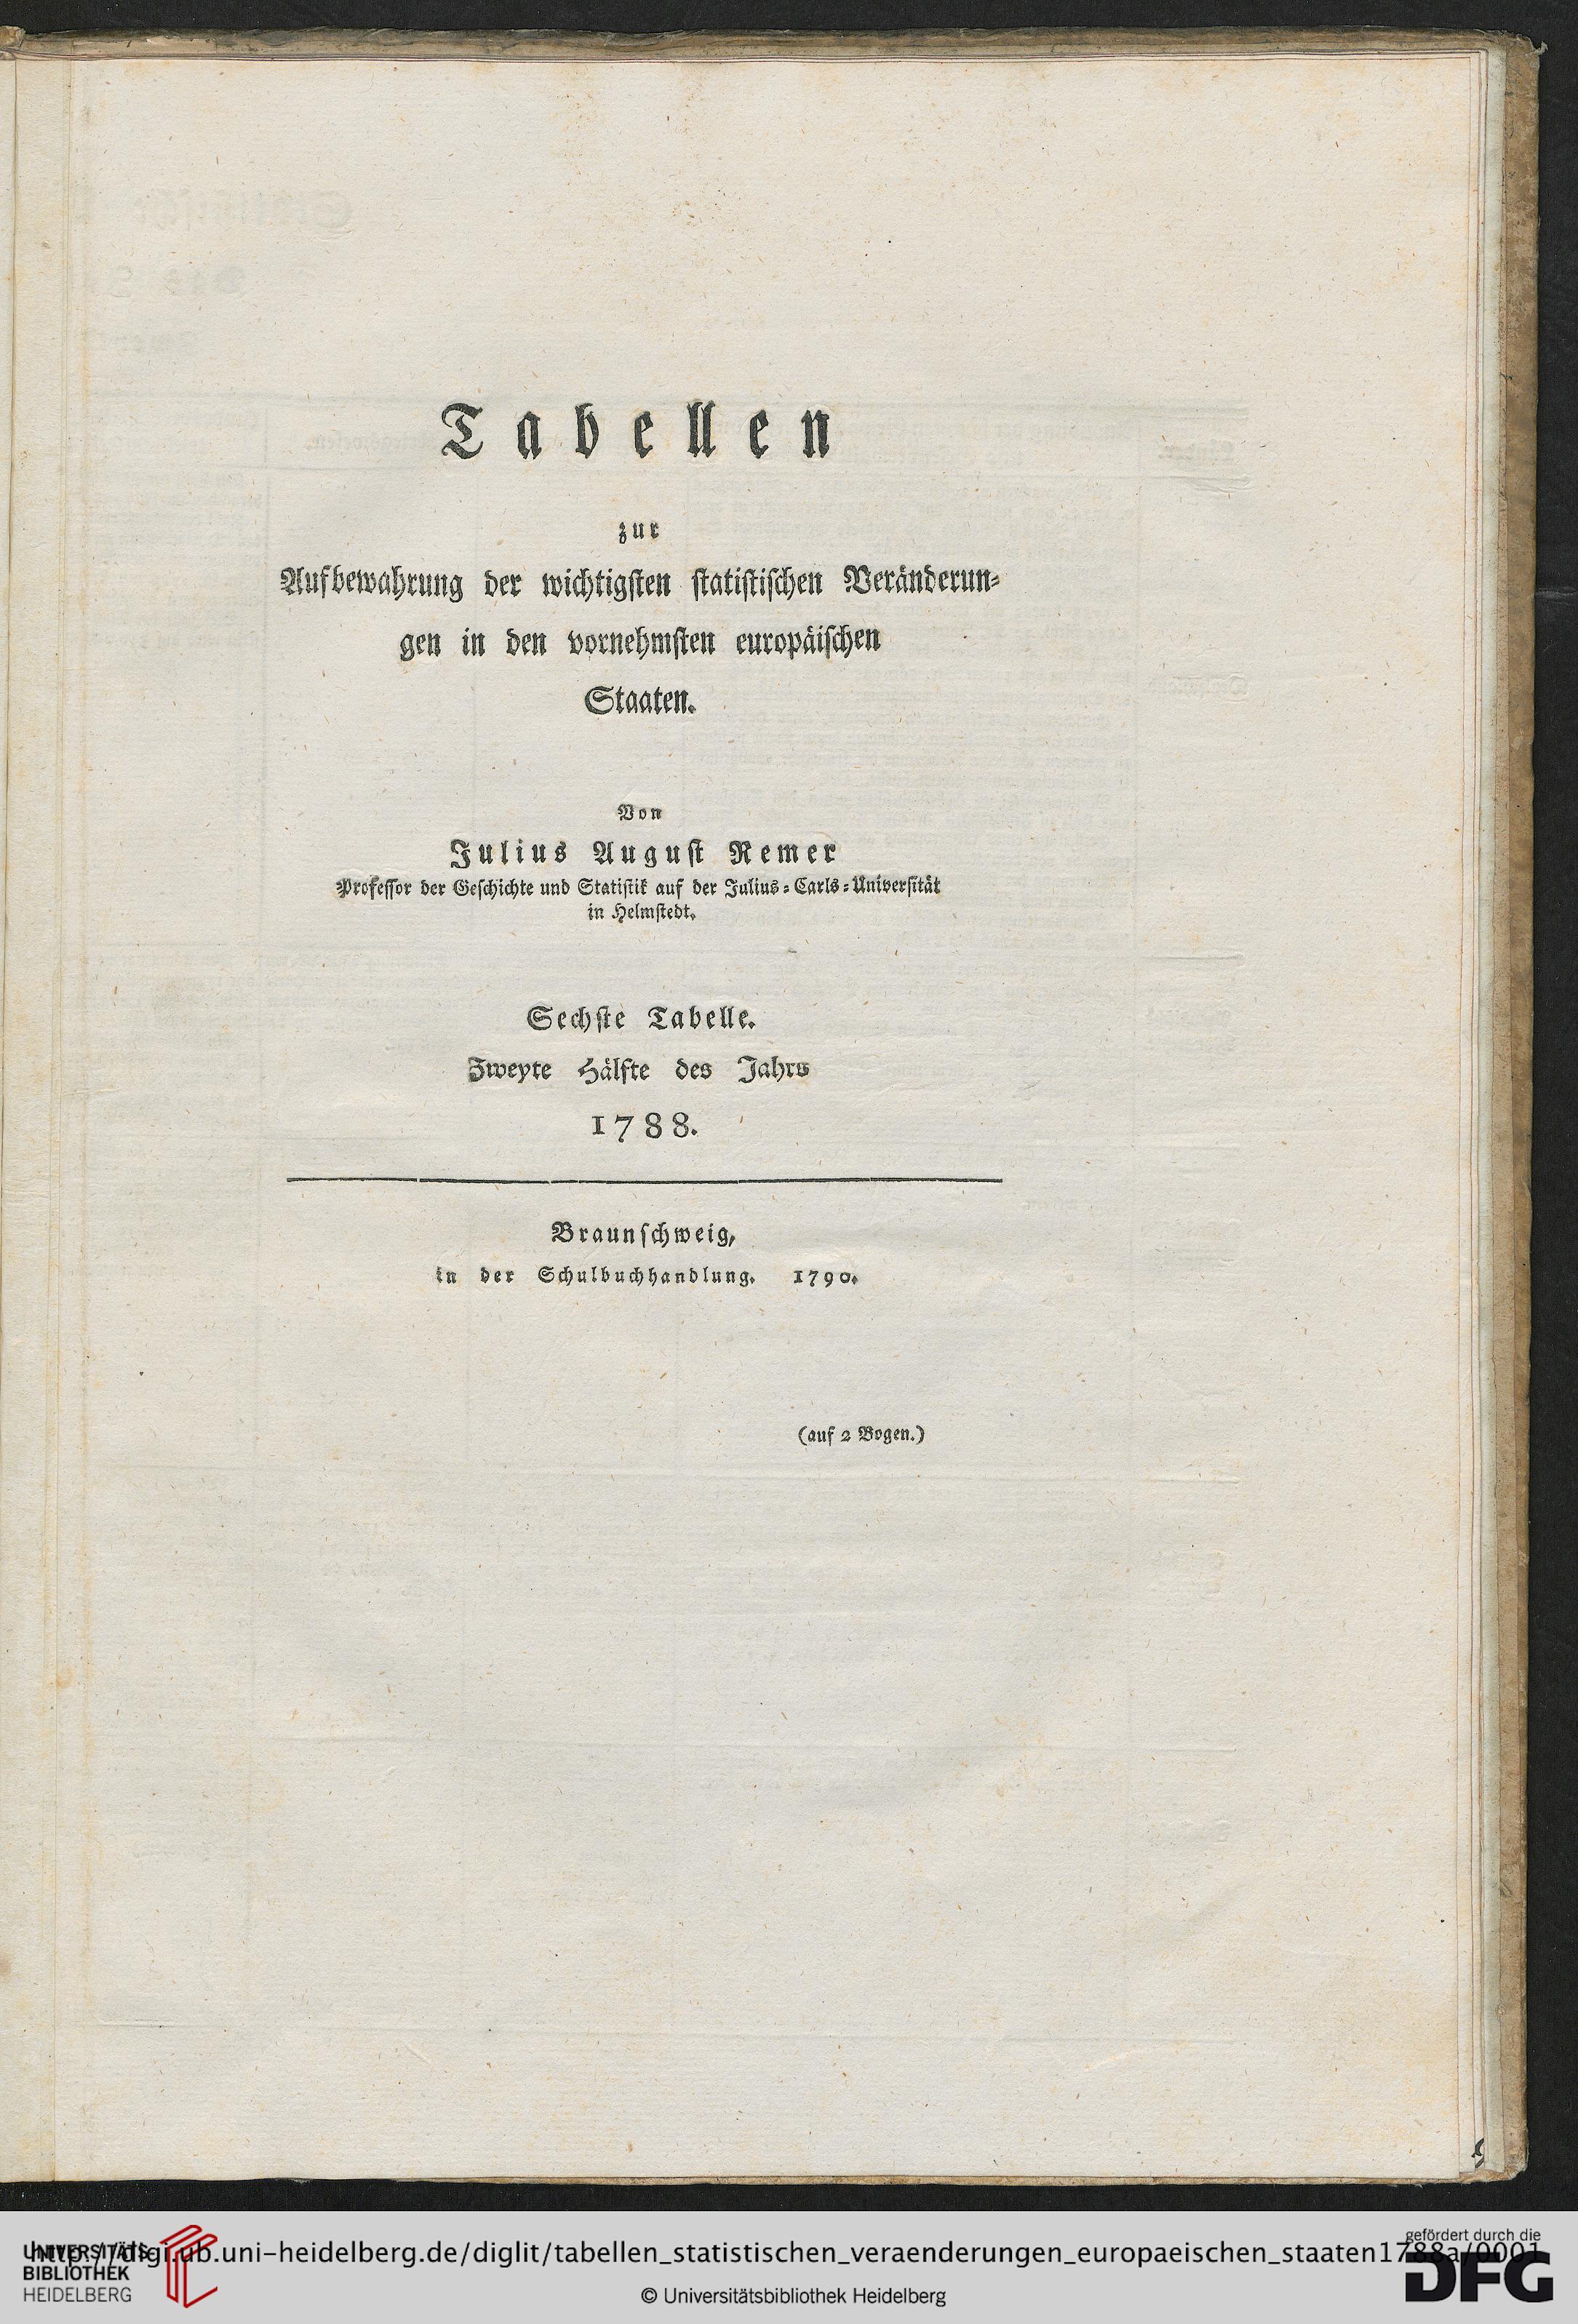 Tabellen
zur
Aufbewahrung der wichtigsten statistischen Veränderun-
gen in den vornehmsten europäischen
Staaten.
Von
Julius August Remer
Professor der Geschichte und Statistik auf der Julius-Carls-Universität
in Helmstedt.
Sechste Tabelle.
Zweyte Hälfte des Jahrs
1788.
Braunschweig,
in der Schulbuchhandlung. 1790.
(auf 2 Bogen.)
UNIVERSITÄTS-
BIBLIOTHEK
HEIDELBERG
http://digi.ub.uni-heidelberg.de/diglit/tabellen_statistischen_veraenderungen_europaeischen_staaten1788a/0001
© Universitätsbibliothek Heidelberg
gefördert durch die
DFG